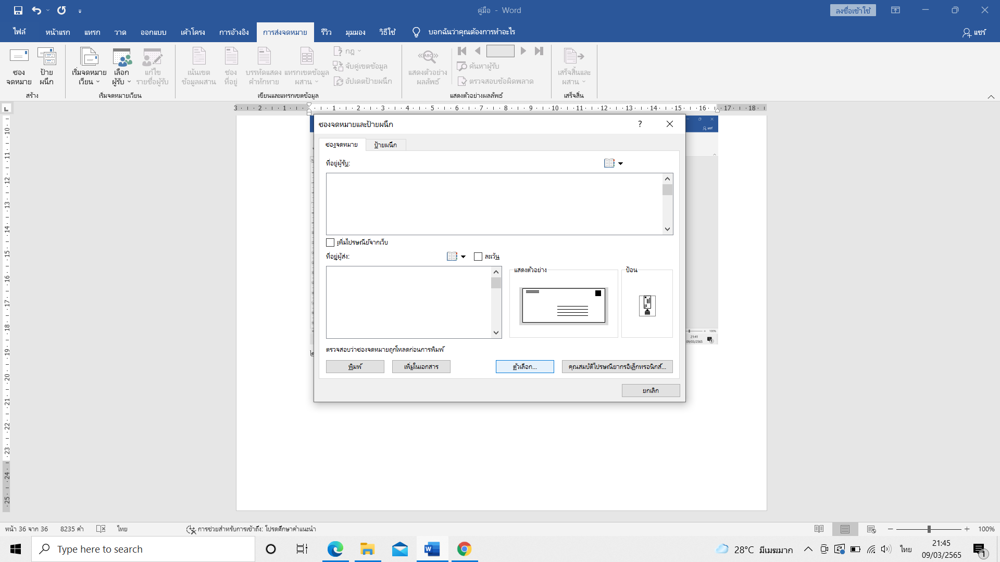 คู่มือ - Word
ลงชื่อเข้าใช้
ไฟล์ หน้าแรก แทรก วาด ออกแบบ เค้าโครง การอ้างอิง การส่งจดหมาย รีวิว มุมมอง วิธีใช้ บอกฉันว่าคุณต้องการทำอะไร แชร์
ซองจดหมาย
ป้ายผนึก
เริ่มจดหมายเวียน
เลือกผู้รับ
แก้ไขรายชื่อผู้รับ
เน้นเขตข้อมูลผสาน
ช่องที่อยู่
บรรทัดแสดงคำทักทาย
แทรกเขตข้อมูลผสาน
กฎ
จับคู่เขตข้อมูล
อัปเดตป้ายผนึก
แสดงตัวอย่างผลลัพธ์
ABC
ค้นหาผู้รับ
ตรวจสอบข้อผิดพลาด
เสร็จสิ้นและผสาน
สร้าง เริ่มจดหมายเวียน เขียนและแทรกเขตข้อมูล แสดงตัวอย่างผลลัพธ์ เสร็จสิ้น
3 2 1 1 2 3 4 5 6 7 8 9 10 11 12 13 14 15 16 17 18
10
11
12
13
14
15
16
17
18
19
20
21
22
23
24
25
ซองจดหมายและป้ายผนึก ?
ซองจดหมาย ป้ายผนึก
ที่อยู่ผู้รับ:
เพิ่มไปรษณีย์จากเว็บ
ที่อยู่ผู้ส่ง: ละเว้น
แสดงตัวอย่าง ป้อน
ตรวจสอบว่าซองจดหมายถูกโหลดก่อนการพิมพ์
พิมพ์ เพิ่มในเอกสาร ตัวเลือก... คุณสมบัติไปรษณียากรอิเล็กทรอนิกส์...
ยกเลิก
แชร์
100%
21:41
09/03/2565
หน้า 36 จาก 36 8235 คำ ไทย การช่วยสำหรับการเข้าถึง: โปรดศึกษาคำแนะนำ 100%
Type here to search
28°C มีเมฆมาก
ไทย
21:45
09/03/2565
1